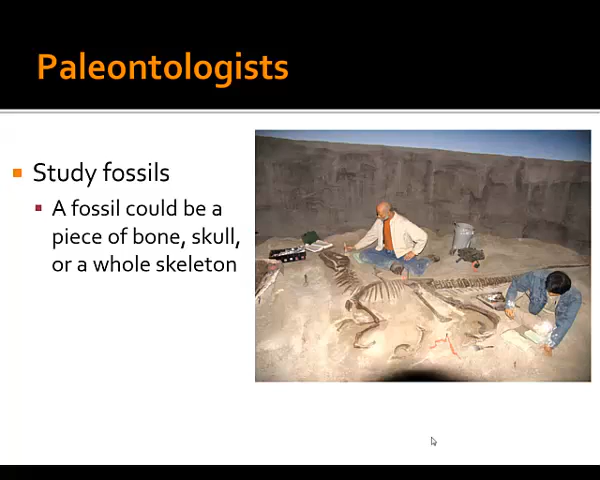 Paleontologists
Study fossils
A fossil could be a
piece of bone, skull,
or a whole skeleton